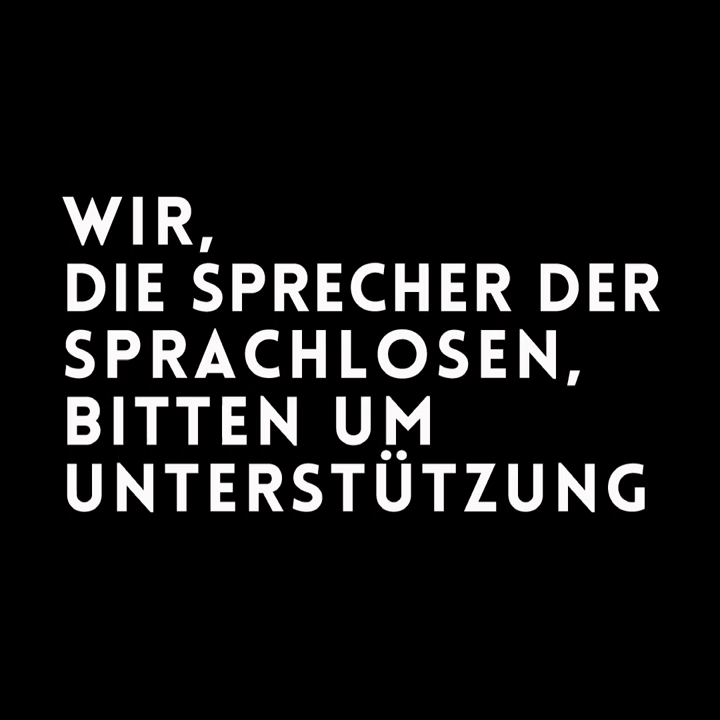 WIR,
DIE SPRECHER DER
SPRACHLOSEN,
BITTEN UM
UNTERSTÜTZUNG